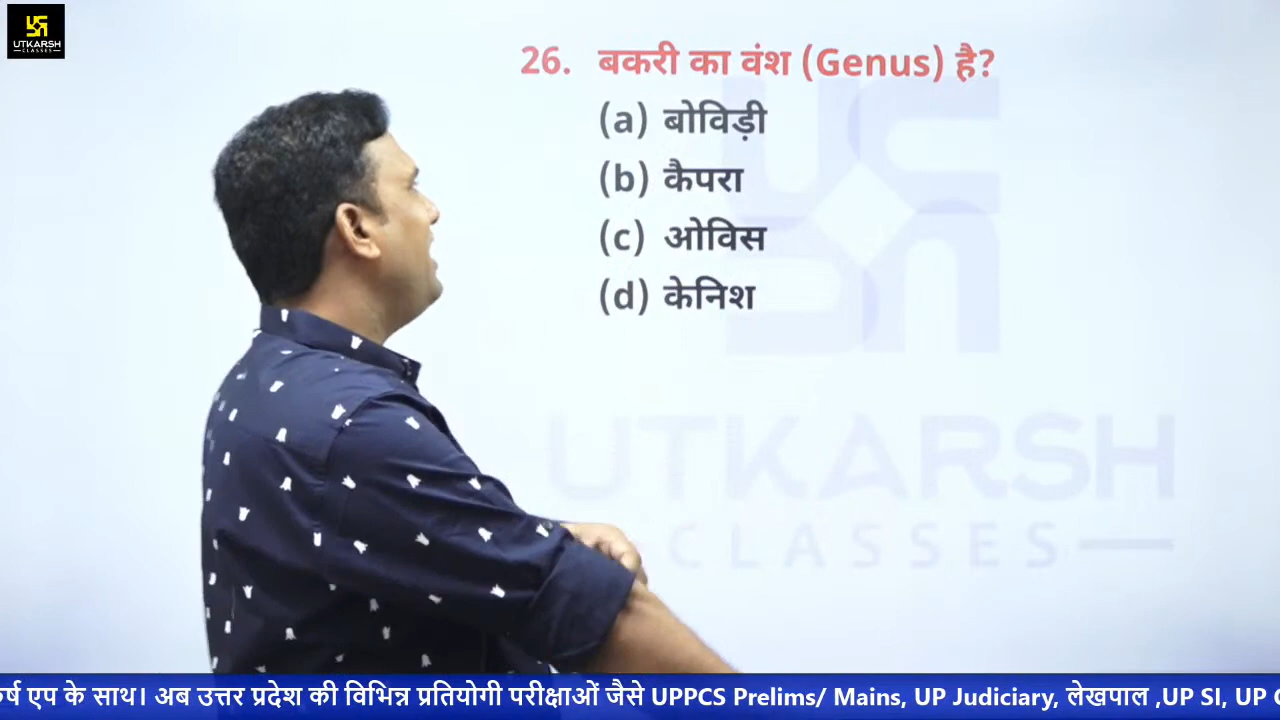 UTKARSH
CLASSES
26. बकरी का वंश (Genus) है?
(a) बोविड़ी
(b) कैपरा
(c) ओविस
(d) केनिश
UTKARSH
CLASSES
एप के साथ। अब उत्तर प्रदेश की विभिन्न प्रतियोगी परीक्षाओं जैसे UPPCS Prelims/ Mains, UP Judiciary, लेखपाल ,UP SI, UP